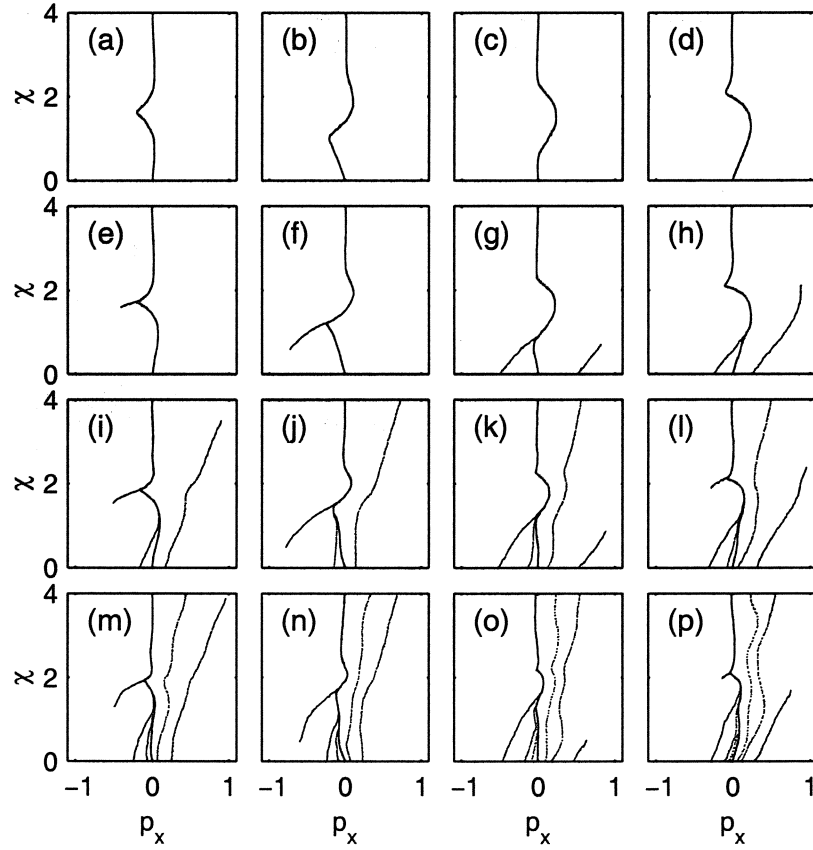 4 (a) (b) (c) (d)
χ 2
0
4 (e) (f) (g) (h)
χ 2
0
4 (i) (j) (k) (l)
χ 2
0
4 (m) (n) (o) (p)
χ 2
0
−1 0 1 −1 0 1 −1 0 1 −1 0 1
p_x p_x p_x p_x